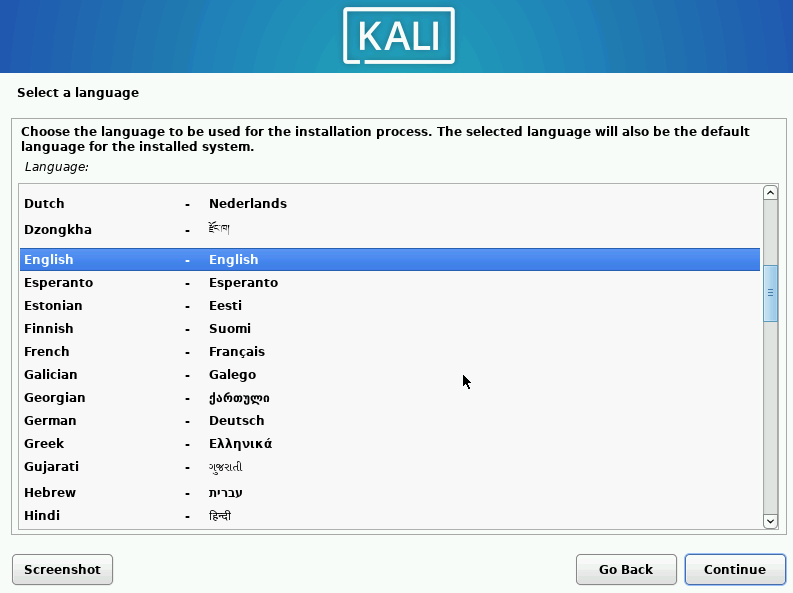 KALI
Select a language
Choose the language to be used for the installation process. The selected language will also be the default
language for the installed system.
Language:
Dutch - Nederlands
Dzongkha - རྫོང་ཁ།
English - English
Esperanto - Esperanto
Estonian - Eesti
Finnish - Suomi
French - Français
Galician - Galego
Georgian - ქართული
German - Deutsch
Greek - Ελληνικά
Gujarati - ગુજરાતી
Hebrew - עברית
Hindi - हिन्दी
Screenshot Go Back Continue